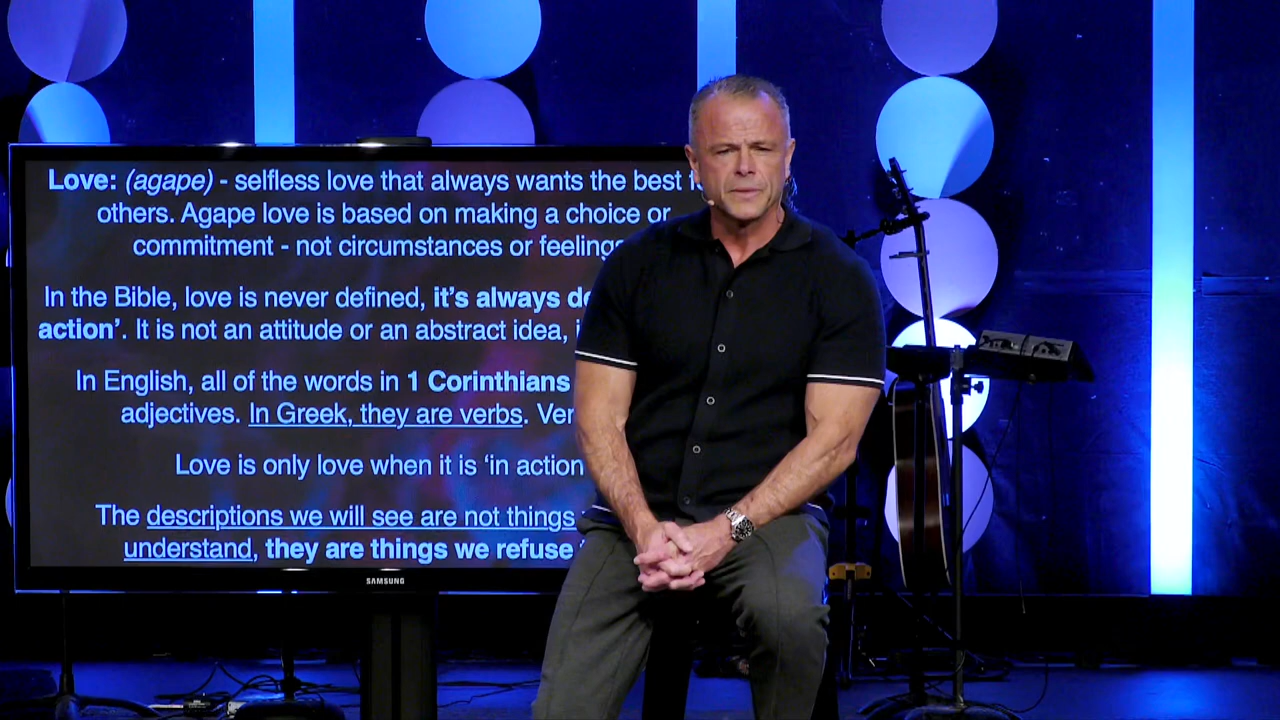 Love: (agape) - selfless love that always wants the best
others. Agape love is based on making a choice or
commitment - not circumstances or feelings
In the Bible, love is never defined, it's always
action'. It is not an attitude or an abstract idea,
In English, all of the words in 1 Corinthians
adjectives. In Greek, they are verbs.
Love is only love when it is 'in action
The descriptions we will see are not things
understand, they are things we refuse
SAMSUNG